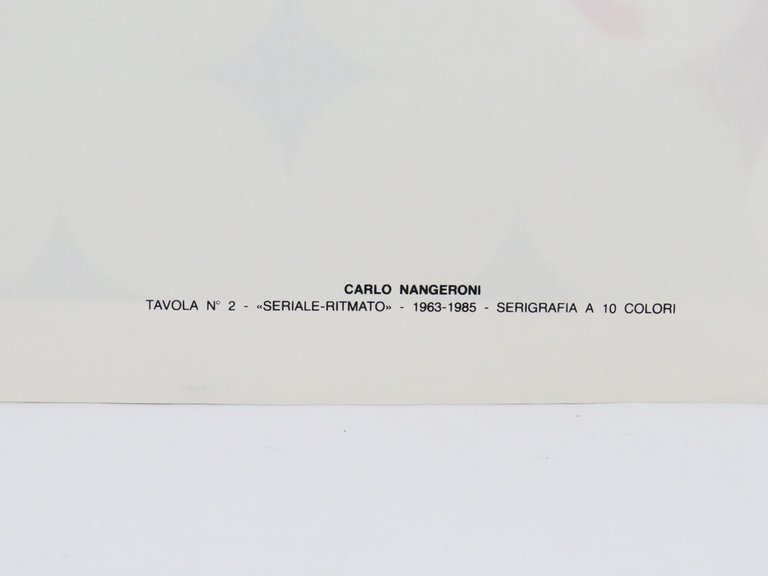 CARLO NANGERONI
TAVOLA N° 2 - «SERIALE-RITMATO» - 1963-1985 - SERIGRAFIA A 10 COLORI